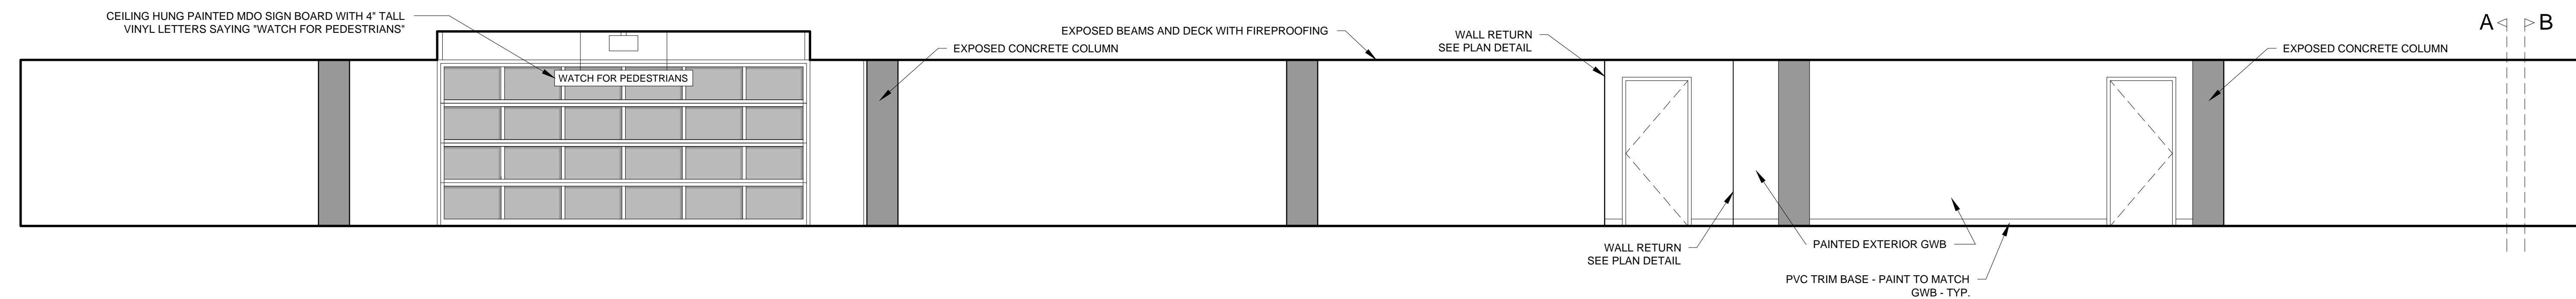 CEILING HUNG PAINTED MDO SIGN BOARD WITH 4" TALL
VINYL LETTERS SAYING "WATCH FOR PEDESTRIANS"
WATCH FOR PEDESTRIANS
EXPOSED CONCRETE COLUMN
EXPOSED BEAMS AND DECK WITH FIREPROOFING
WALL RETURN
SEE PLAN DETAIL
EXPOSED CONCRETE COLUMN
A
B
WALL RETURN
SEE PLAN DETAIL
PAINTED EXTERIOR GWB
PVC TRIM BASE - PAINT TO MATCH
GWB - TYP.